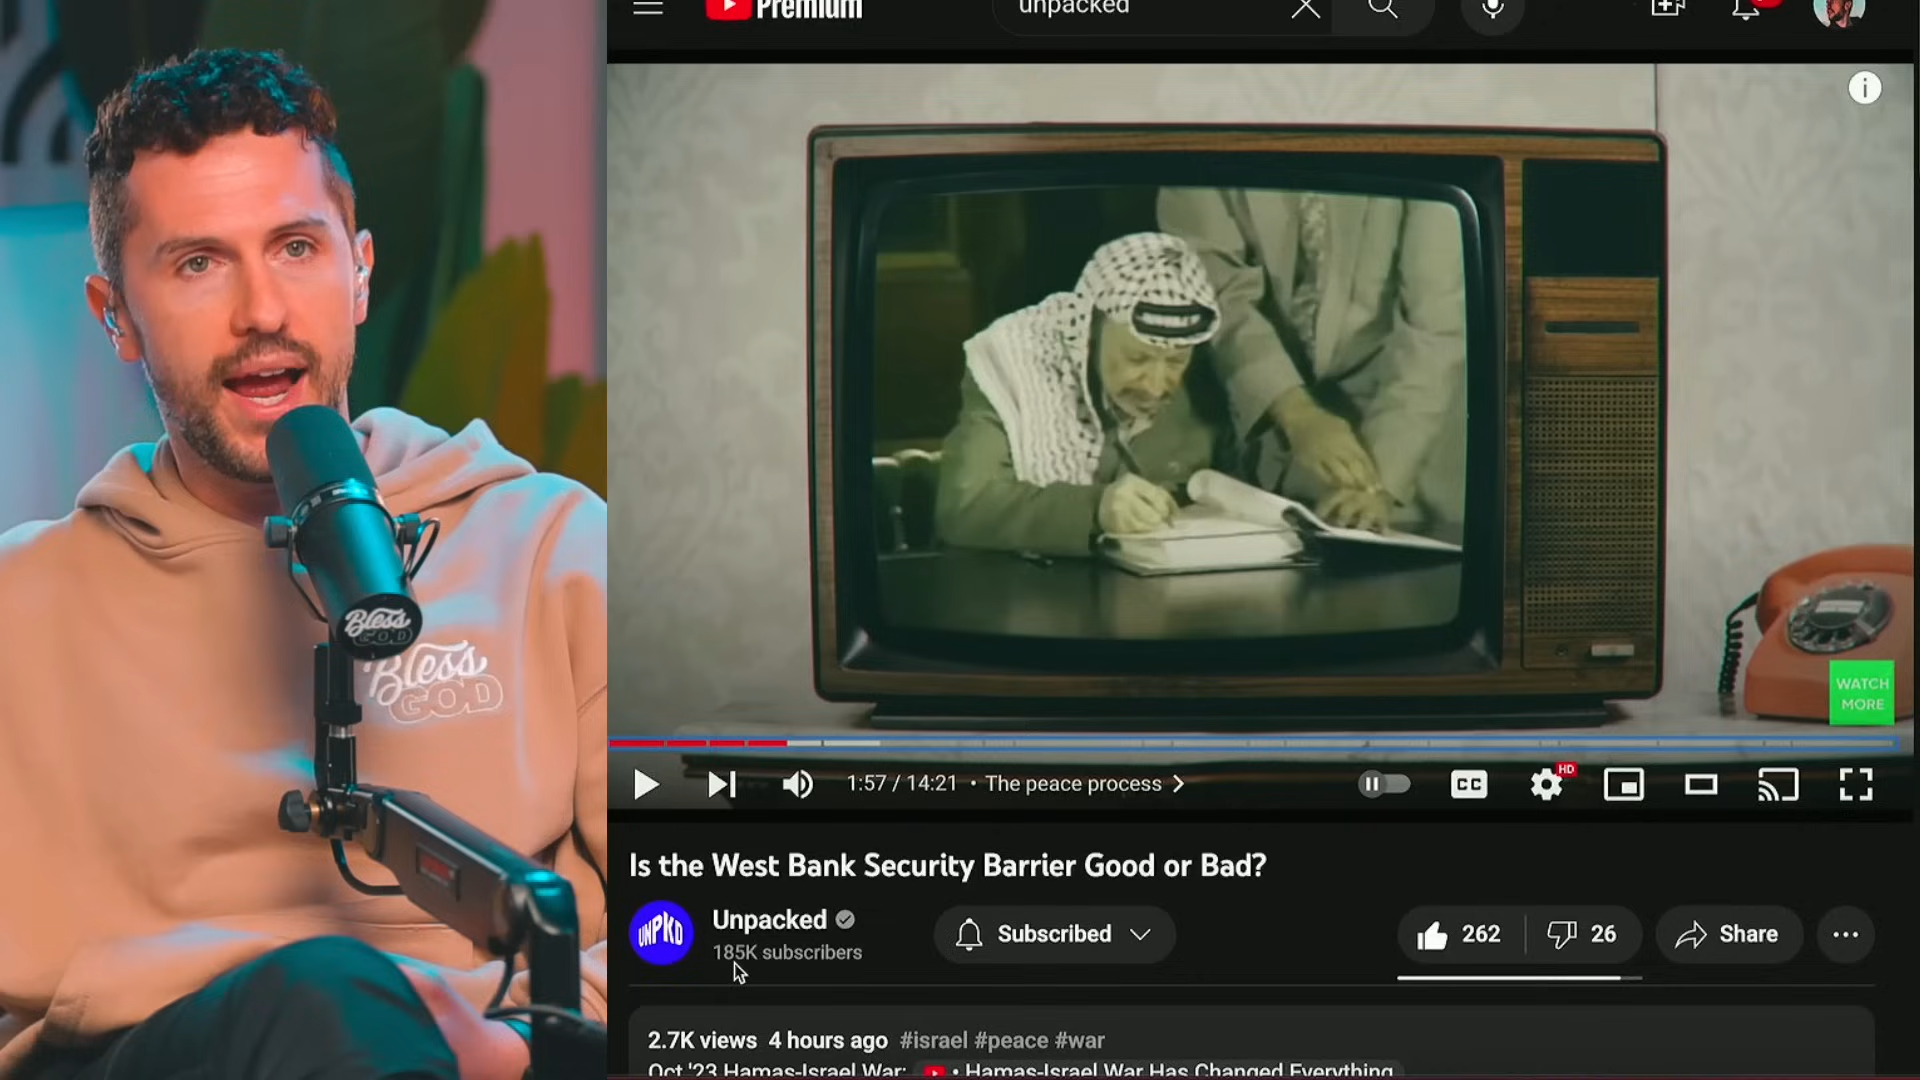 Premium
unpacked
WATCH
MORE
1:57 / 14:21 • The peace process
HD
CC
Is the West Bank Security Barrier Good or Bad?
UNPKD
Unpacked
185K subscribers
Subscribed
262
26
Share
2.7K views 4 hours ago #israel #peace #war
Oct '23 Hamas-Israel War: • Hamas-Israel War Has Changed Everything
Bless
GOD
Bless
GOD